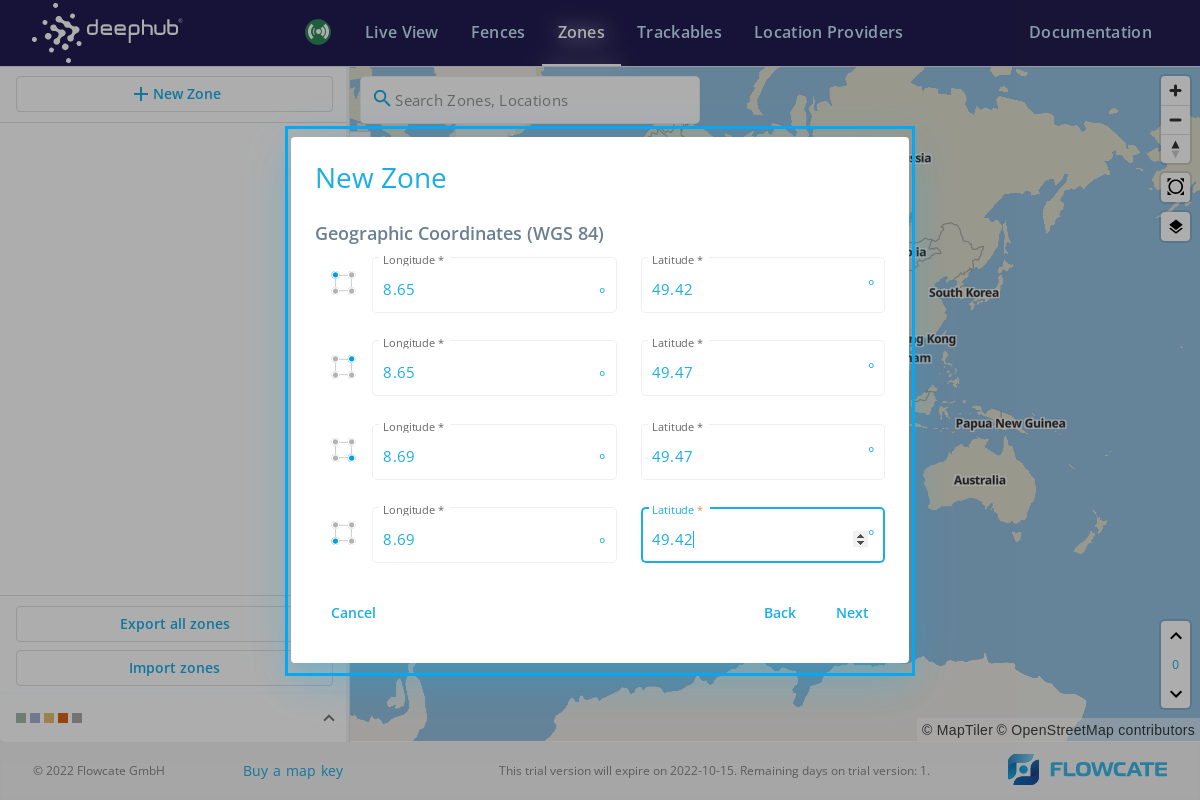 deephub
Live View
Fences
Zones
Trackables
Location Providers
Documentation
New Zone
Search Zones, Locations
New Zone
Geographic Coordinates (WGS 84)
Longitude *
8.65 °
Latitude *
49.42 °
Longitude *
8.65 °
Latitude *
49.47 °
Longitude *
8.69 °
Latitude *
49.47 °
Longitude *
8.69 °
Latitude *
49.42 °
Cancel
Back
Next
South Korea
Papua New Guinea
Australia
Export all zones
Import zones
0
© MapTiler © OpenStreetMap contributors
© 2022 Flowcate GmbH
Buy a map key
This trial version will expire on 2022-10-15. Remaining days on trial version: 1.
FLOWCATE